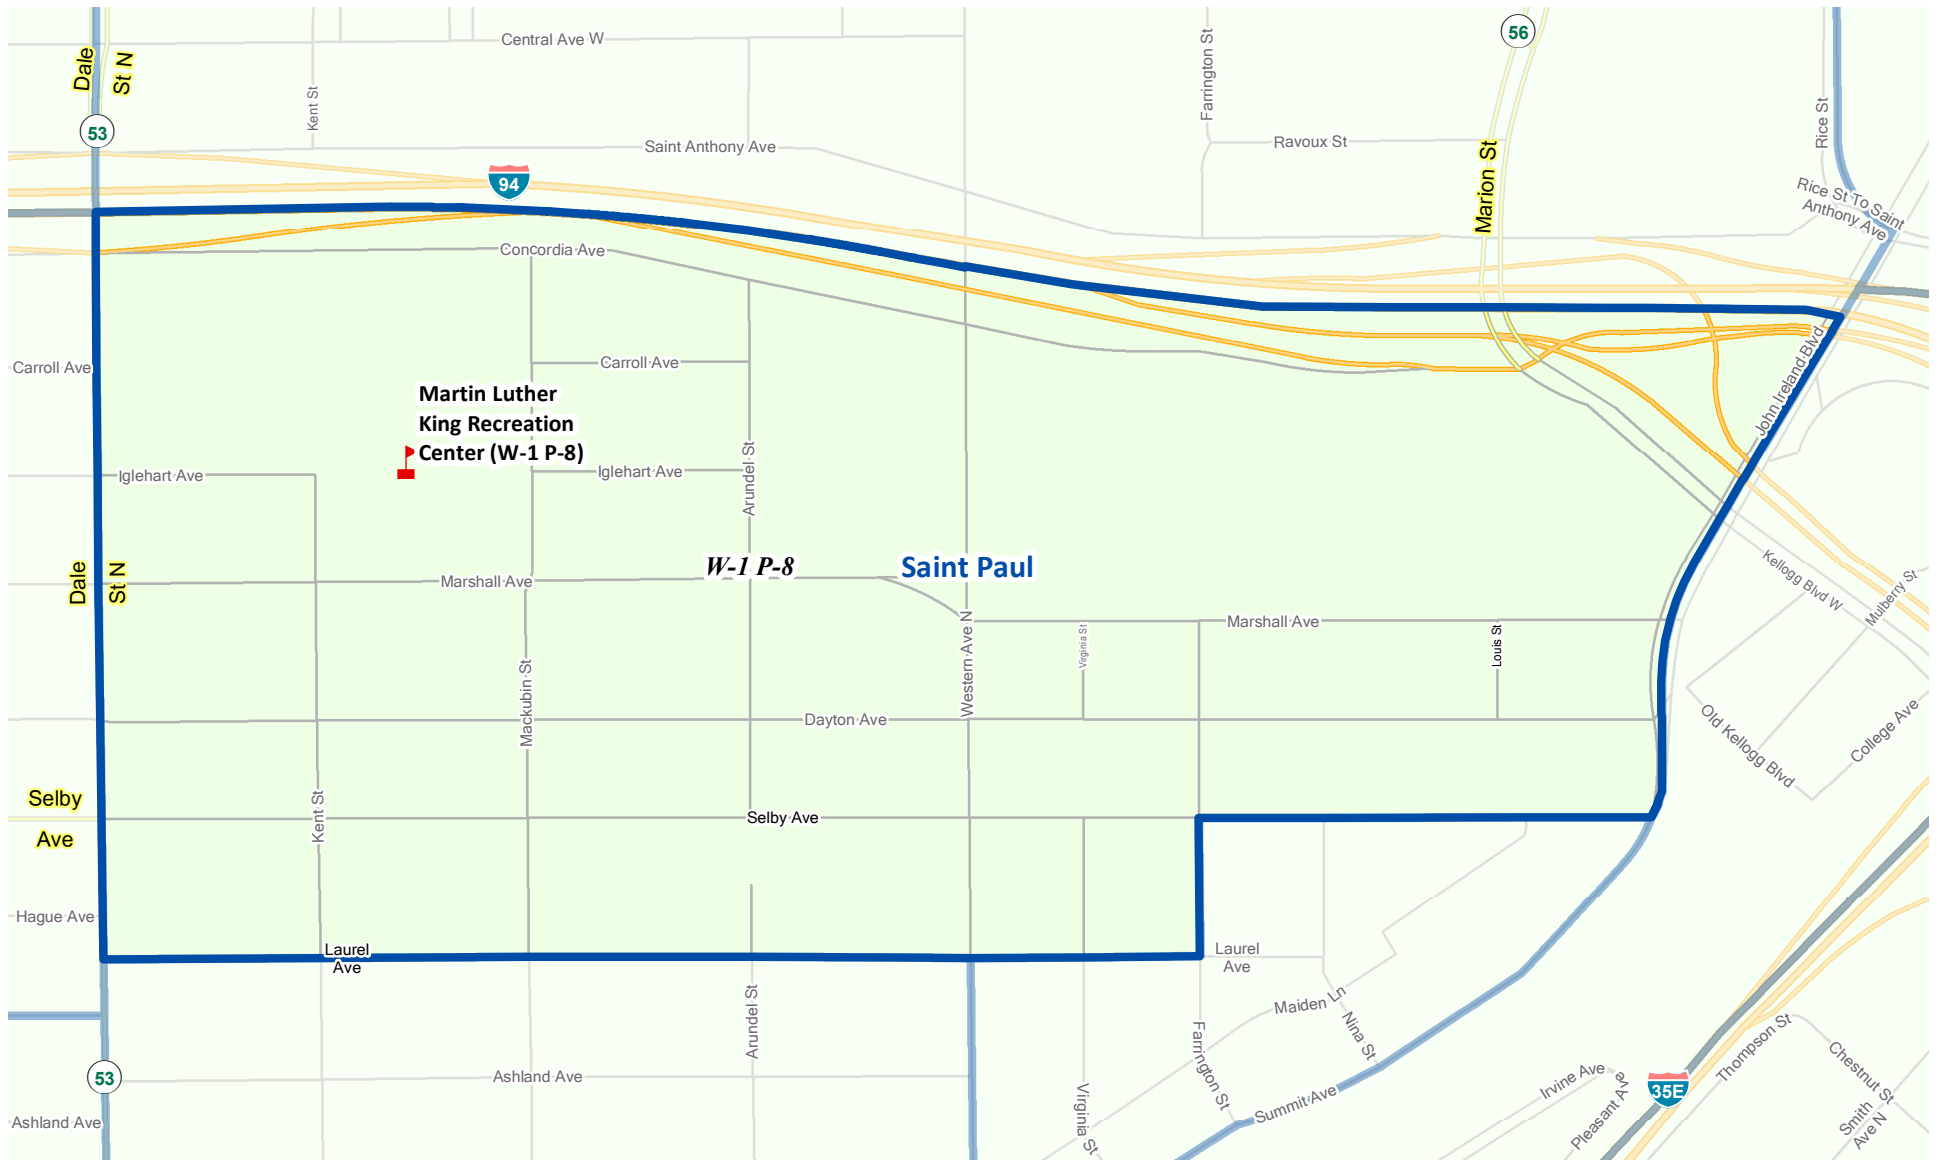 Central Ave W
56
Dale
St N
Kent St
Farrington St
Rice St
53
Saint Anthony Ave
Ravoux St
Marion St
94
Rice St To Saint
Anthony Ave
Concordia Ave
Carroll Ave
Carroll Ave
John Ireland Blvd
Martin Luther
King Recreation
Center (W-1 P-8)
Iglehart Ave
Iglehart Ave
Arundel St
W-1 P-8
Saint Paul
Dale
St N
Marshall Ave
Kellogg Blvd W
Mulberry St
Marshall Ave
Western Ave N
Virginia St
Louis St
Mackubin St
Dayton Ave
Old Kellogg Blvd
College Ave
Selby
Ave
Kent St
Selby Ave
Hague Ave
Laurel
Ave
Laurel
Ave
Maiden Ln
Nina St
Arundel St
Farrington St
53
Ashland Ave
Ashland Ave
Virginia St
Summit Ave
Irvine Ave
Pleasant Ave
35E
Thompson St
Chestnut St
Smith
Ave N